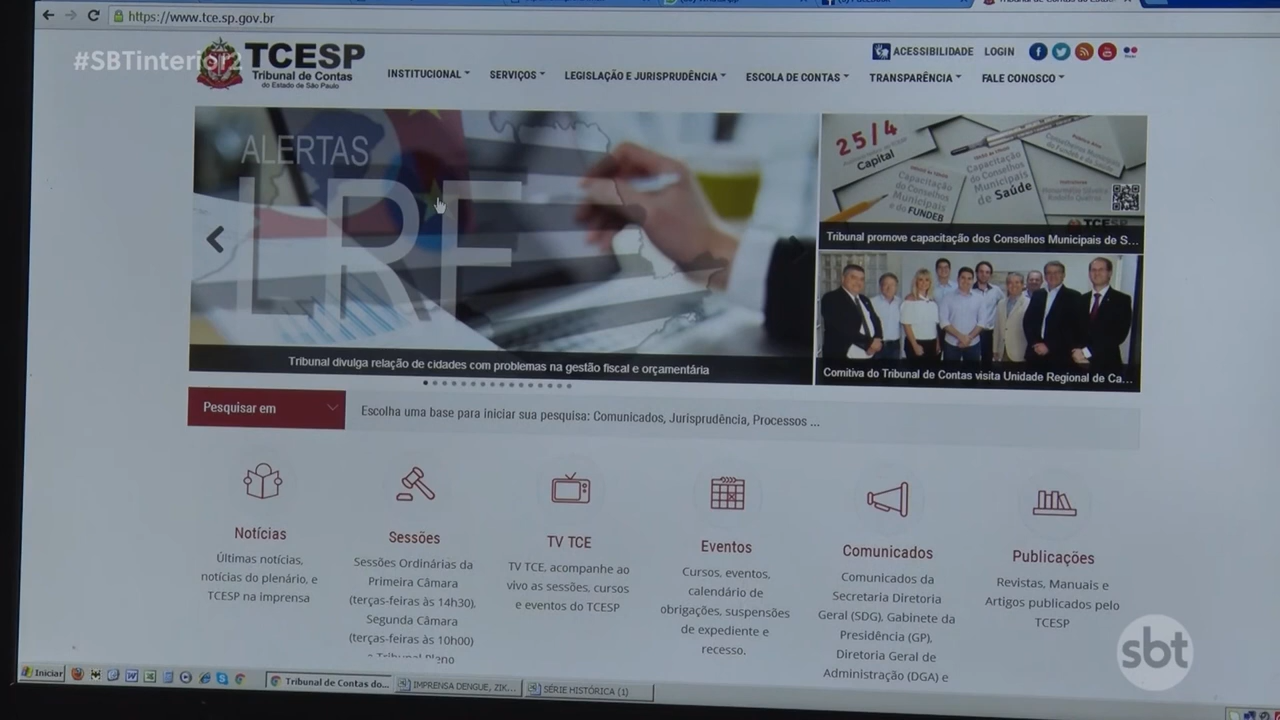 https://www.tce.sp.gov.br
#SBTinterior2
TCESP
Tribunal de Contas
do Estado de São Paulo
ACESSIBILIDADE LOGIN
INSTITUCIONAL SERVIÇOS LEGISLAÇÃO E JURISPRUDÊNCIA ESCOLA DE CONTAS TRANSPARÊNCIA FALE CONOSCO
ALERTAS
LRF
Tribunal divulga relação de cidades com problemas na gestão fiscal e orçamentária
25/4
Capital
Capacitação
do Conselho
Municipais
e do FUNDEB
Capacitação
do Conselhos
Municipais
de Saúde
TCESP
Tribunal promove capacitação dos Conselhos Municipais de S...
Comitiva do Tribunal de Contas visita Unidade Regional de Ca...
Pesquisar em
Escolha uma base para iniciar sua pesquisa: Comunicados, Jurisprudência, Processos ...
Notícias
Últimas notícias,
notícias do plenário, e
TCESP na imprensa
Sessões
Sessões Ordinárias da
Primeira Câmara
(terças-feiras às 14h30),
Segunda Câmara
(terças-feiras às 10h00)
e Tribunal Pleno
TV TCE
TV TCE, acompanhe ao
vivo as sessões, cursos
e eventos do TCESP
Eventos
Cursos, eventos,
calendário de
obrigações, suspensões
de expediente e
recesso.
Comunicados
Comunicados da
Secretaria Diretoria
Geral (SDG), Gabinete da
Presidência (GP),
Diretoria Geral de
Administração (DGA) e
Publicações
Revistas, Manuais e
Artigos publicados pelo
TCESP
sbt
Iniciar
Tribunal de Contas do...
IMPRENSA DENGUE, ZIK...
SÉRIE HISTÓRICA (1)